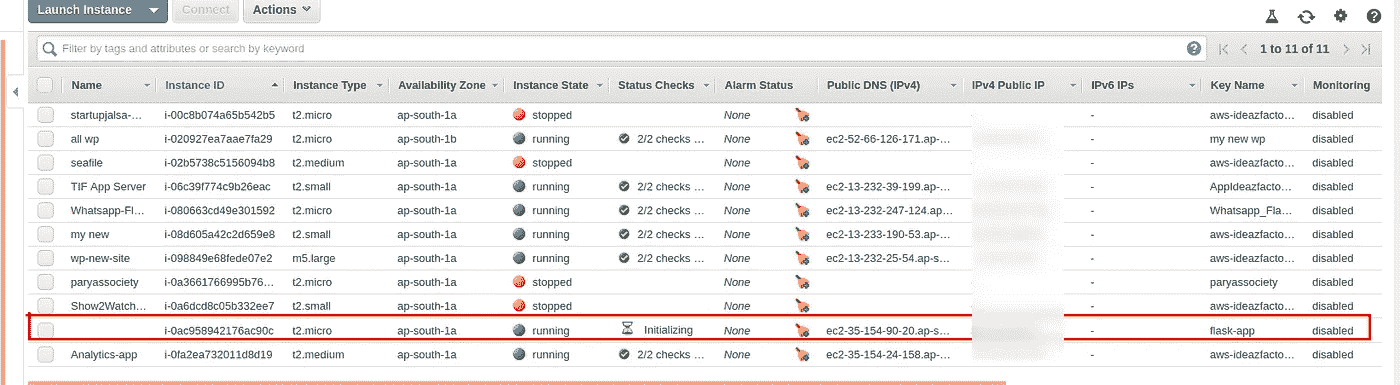 Launch Instance Connect Actions
Filter by tags and attributes or search by keyword 1 to 11 of 11
Name Instance ID Instance Type Availability Zone Instance State Status Checks Alarm Status Public DNS (IPv4) IPv4 Public IP IPv6 IPs Key Name Monitoring
startupjalsa-... i-00c8b074a65b542b5 t2.micro ap-south-1a stopped None - aws-ideazfacto... disabled
all wp i-020927ea7aae7fa29 t2.micro ap-south-1b running 2/2 checks ... None ec2-52-66-126-171.ap-... - my new wp disabled
seafile i-02b5738c5156094b8 t2.medium ap-south-1a stopped None - aws-ideazfacto... disabled
TIF App Server i-06c39f774c9b26eac t2.small ap-south-1a running 2/2 checks ... None ec2-13-232-39-199.ap-... - AppIdeazfacto... disabled
Whatsapp-Fl... i-080663cd49e301592 t2.micro ap-south-1a running 2/2 checks ... None ec2-13-232-247-124.ap... - Whatsapp_Fla... disabled
my new i-08d605a42c2d659e8 t2.small ap-south-1a running 2/2 checks ... None ec2-13-233-190-53.ap-... - aws-ideazfacto... disabled
wp-new-site i-098849e68fede07e2 m5.large ap-south-1a running 2/2 checks ... None ec2-13-232-25-54.ap-s... - aws-ideazfacto... disabled
paryassociety i-0a3661766995b76... t2.micro ap-south-1a stopped None - paryassociety disabled
Show2Watch... i-0a6dcd8c05b332ee7 t2.small ap-south-1a stopped None - aws-ideazfacto... disabled
i-0ac958942176ac90c t2.micro ap-south-1a running Initializing None ec2-35-154-90-20.ap-s... - flask-app disabled
Analytics-app i-0fa2ea732011d8d19 t2.medium ap-south-1a running 2/2 checks ... None ec2-35-154-24-158.ap-... - aws-ideazfacto... disabled